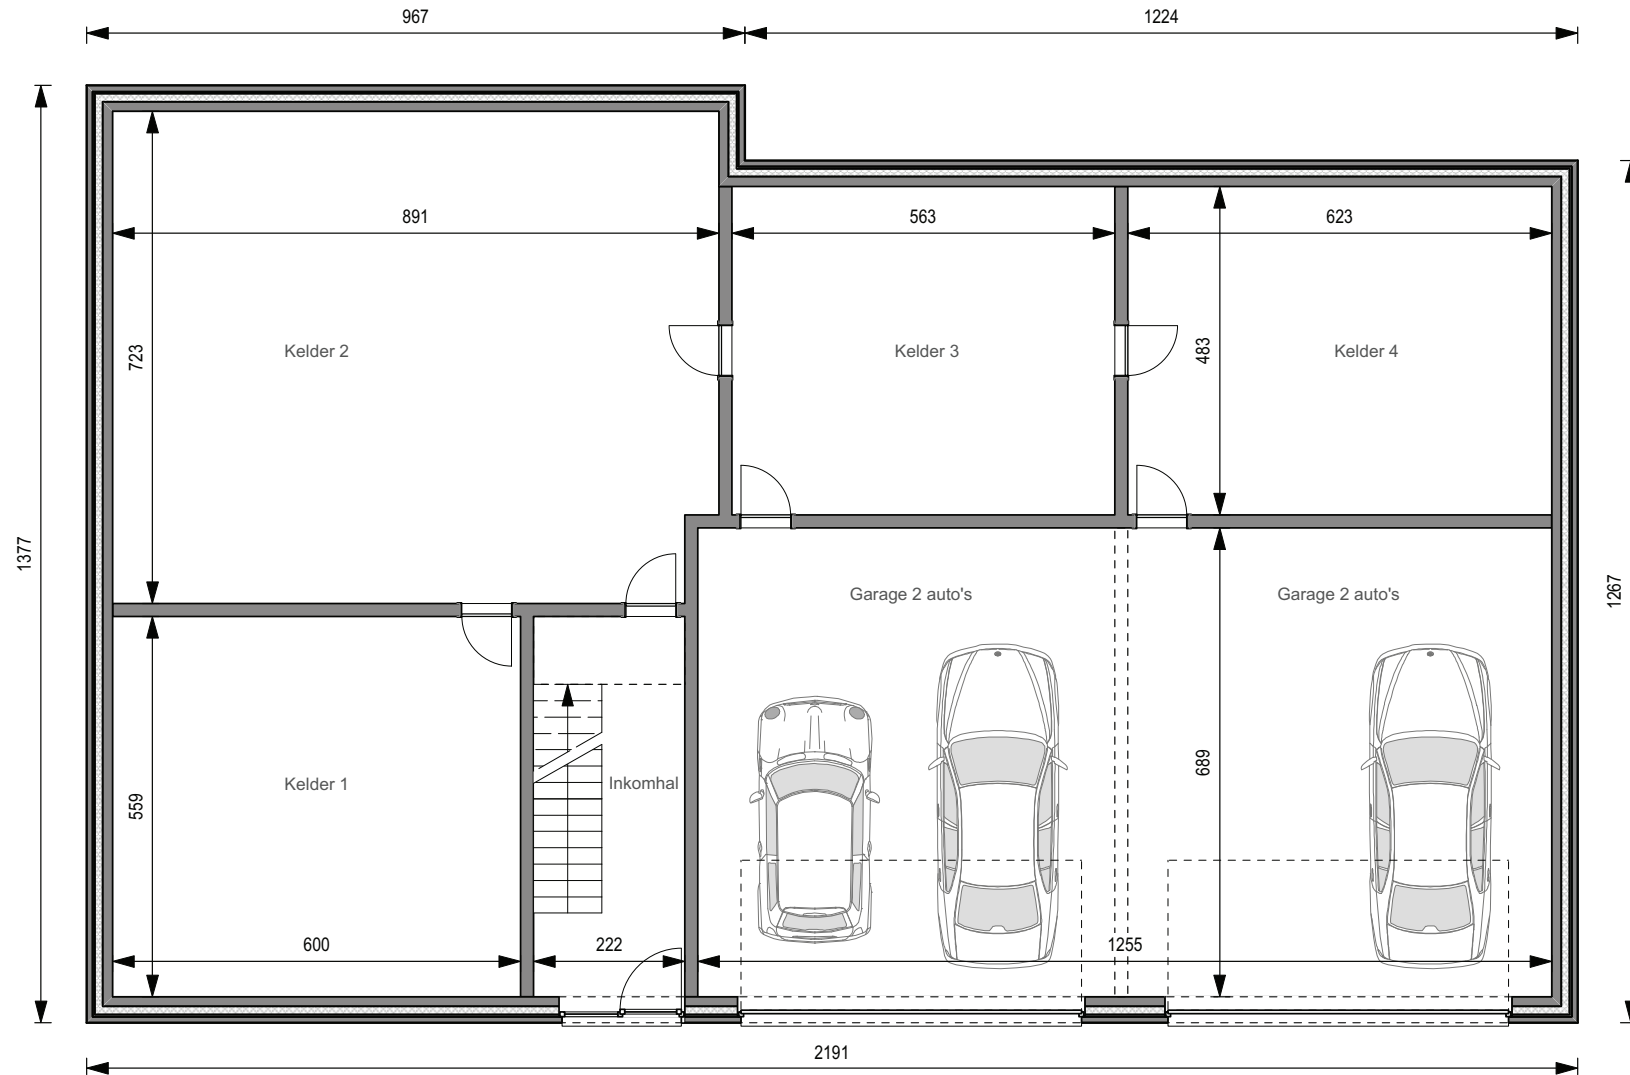 967
1224
891
563
623
Kelder 2
723
Kelder 3
483
Kelder 4
1377
Garage 2 auto's
Garage 2 auto's
1267
Kelder 1
559
Inkomhal
689
600
222
1255
2191